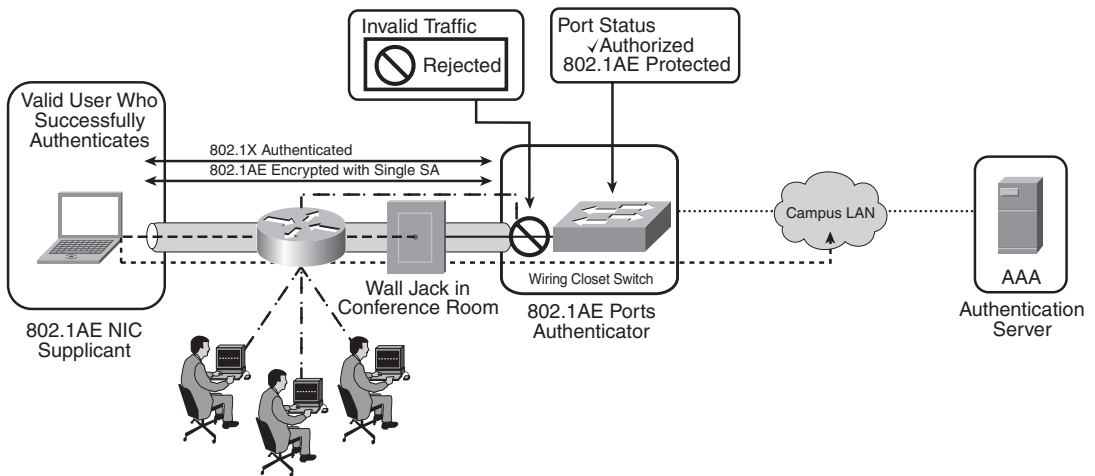 Invalid Traffic
Rejected
Port Status
✓Authorized
802.1AE Protected
Valid User Who
Successfully
Authenticates
802.1X Authenticated
802.1AE Encrypted with Single SA
Campus LAN
Wall Jack in
Conference Room
Wiring Closet Switch
802.1AE NIC
Supplicant
802.1AE Ports
Authenticator
AAA
Authentication
Server